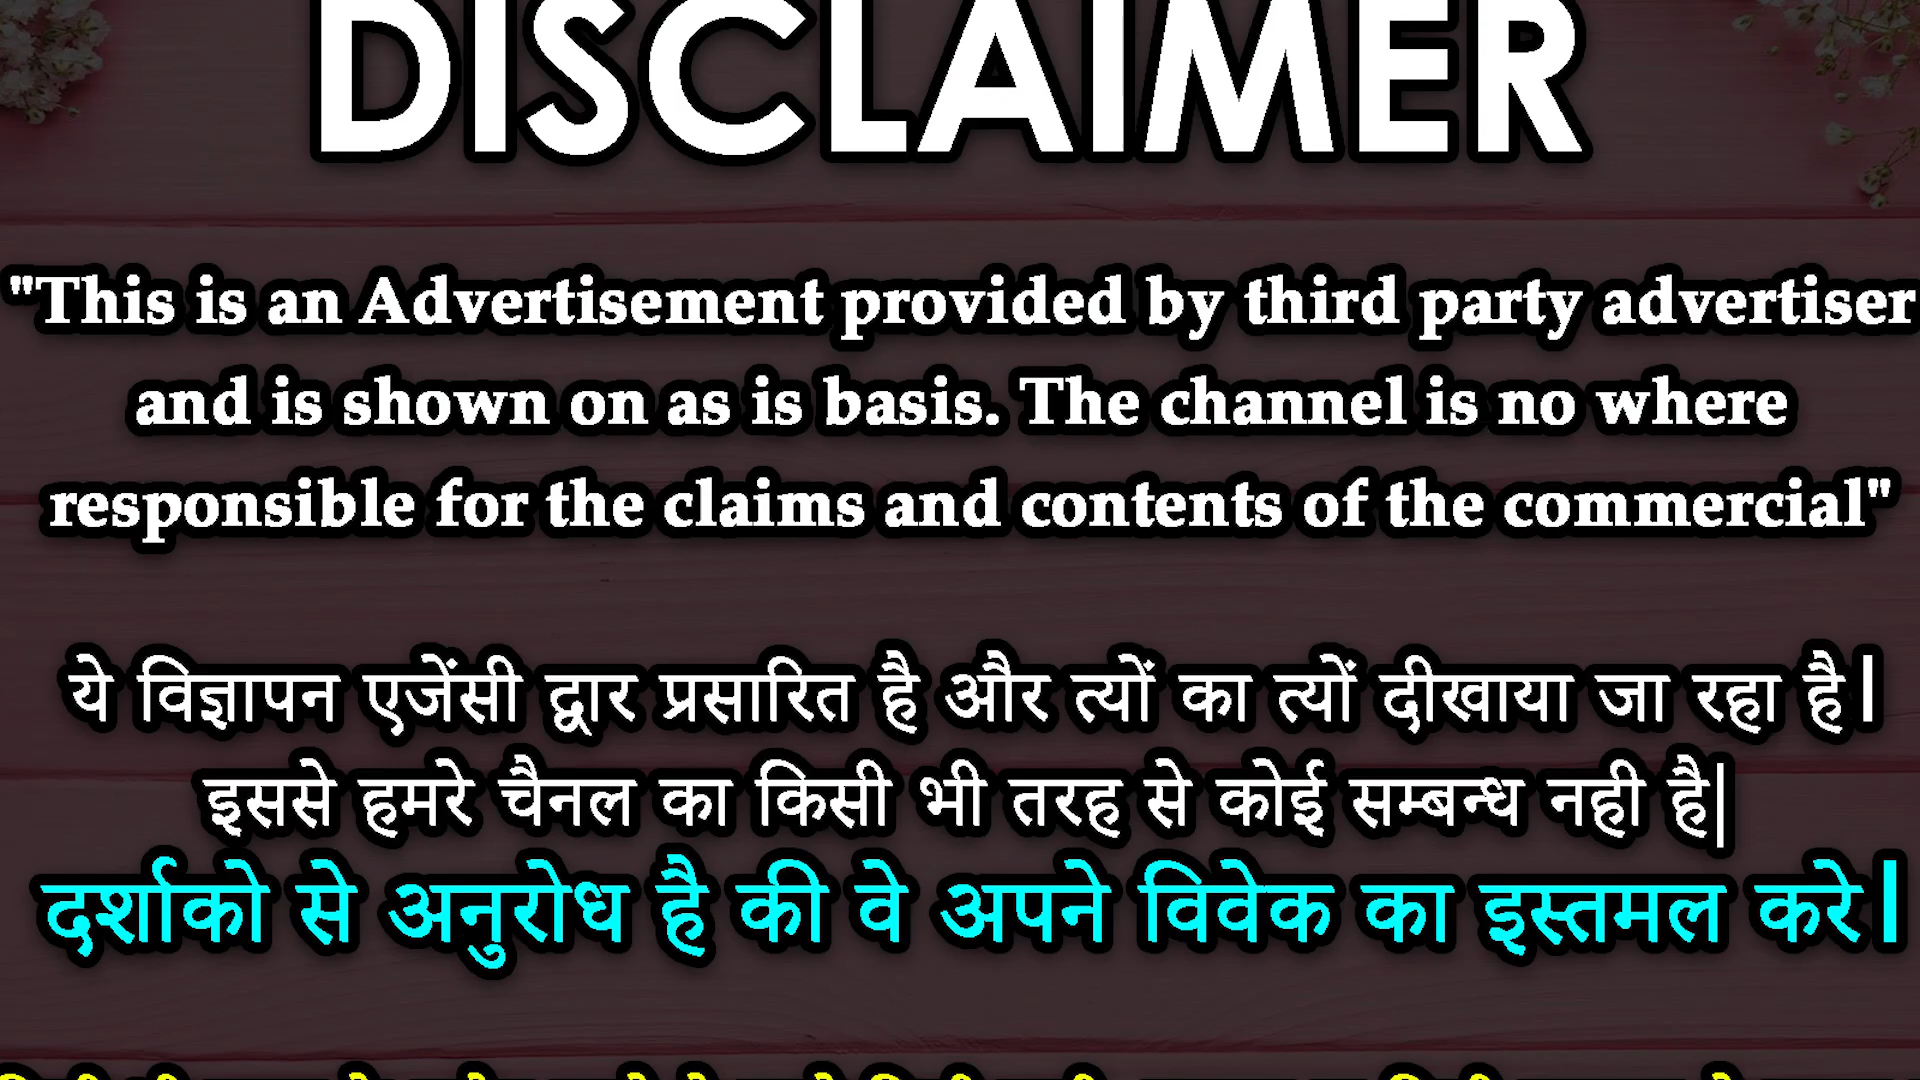 DISCLAIMER
"This is an Advertisement provided by third party advertiser
and is shown on as is basis. The channel is no where
responsible for the claims and contents of the commercial"
ये विज्ञापन एजेंसी द्वार प्रसारित है और त्यों का त्यों दीखाया जा रहा है।
इससे हमरे चैनल का किसी भी तरह से कोई सम्बन्ध नही है|
दर्शाको से अनुरोध है की वे अपने विवेक का इस्तमल करे।